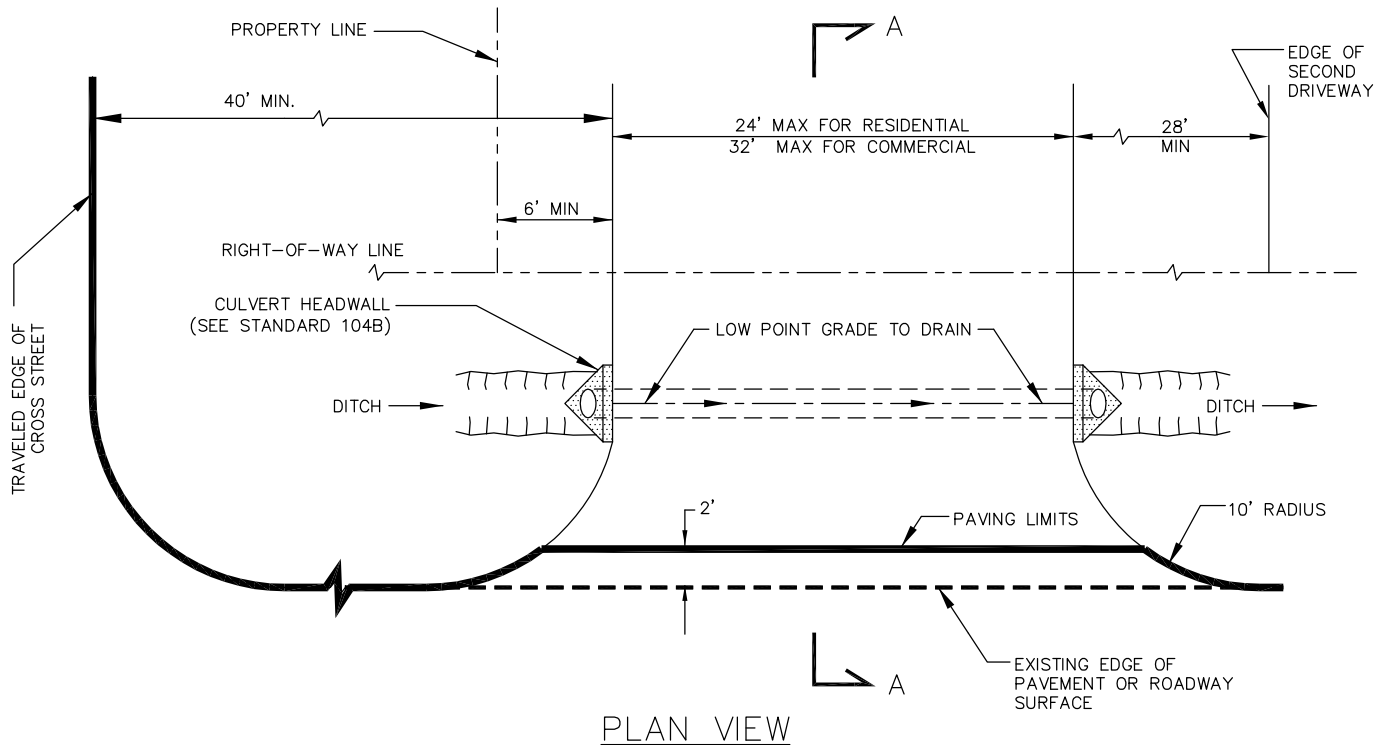 PROPERTY LINE
A
EDGE OF
SECOND
DRIVEWAY
40' MIN.
24' MAX FOR RESIDENTIAL
32' MAX FOR COMMERCIAL
28'
MIN
6' MIN
RIGHT-OF-WAY LINE
CULVERT HEADWALL
(SEE STANDARD 104B)
LOW POINT GRADE TO DRAIN
TRAVELED EDGE OF
CROSS STREET
DITCH
DITCH
2'
PAVING LIMITS
10' RADIUS
EXISTING EDGE OF
PAVEMENT OR ROADWAY
SURFACE
A
PLAN VIEW